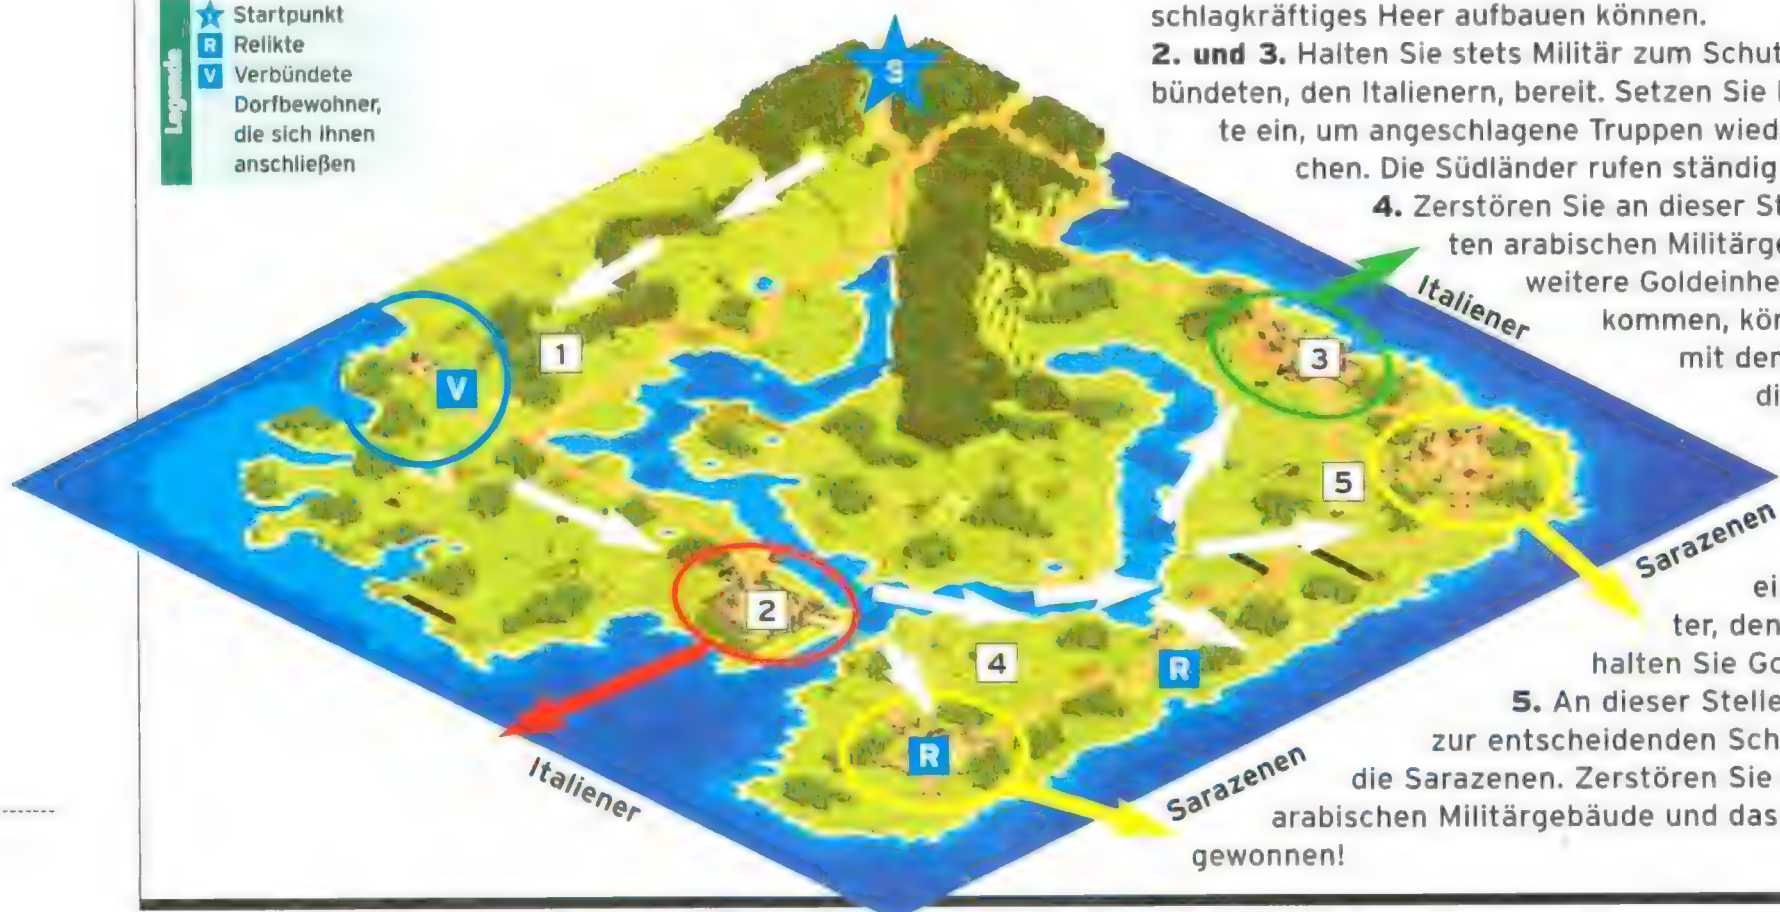 Legende
Startpunkt
R Relikte
V Verbündete
Dorfbewohner,
die sich Ihnen
anschließen
S
schlagkräftiges Heer aufbauen können.
2. und 3. Halten Sie stets Militär zum Schut
bündeten, den Italienern, bereit. Setzen Sie
te ein, um angeschlagene Truppen wied
chen. Die Südländer rufen ständig
4. Zerstören Sie an dieser St
ten arabischen Militärge
weitere Goldeinhe
kommen, kön
mit den
di
ei
ter, den
halten Sie Go
5. An dieser Stelle
zur entscheidenden Sch
die Sarazenen. Zerstören Sie
arabischen Militärgebäude und das
gewonnen!
Italiener
1
V
3
5
Sarazenen
2
4
R
R
Italiener
Sarazenen